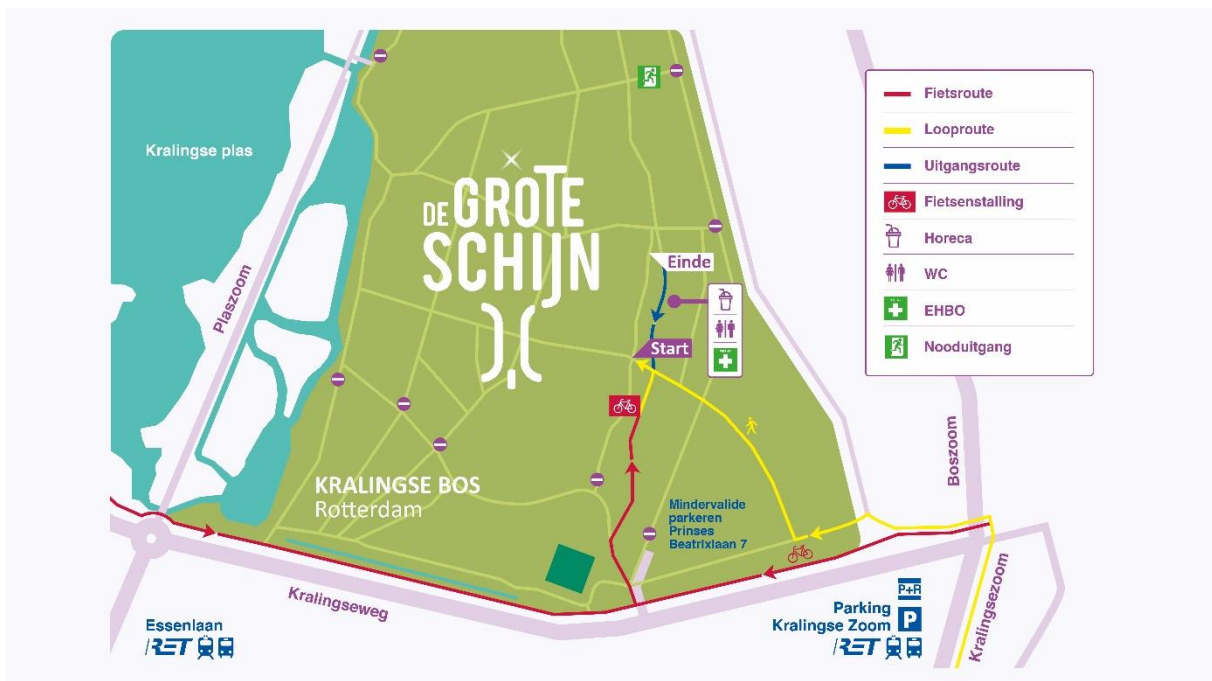 Kralingse plas
Plaszoom
DE GROTE
SCHIJN
Einde
Start
KRALINGSE BOS
Rotterdam
Mindervalide
parkeren
Prinses
Beatrixlaan 7
Kralingseweg
Essenlaan
RET
P+R
Parking
Kralingse Zoom P
RET
Boszoom
Kralingsezoom
Fietsroute
Looproute
Uitgangsroute
Fietsenstalling
Horeca
WC
EHBO
Nooduitgang